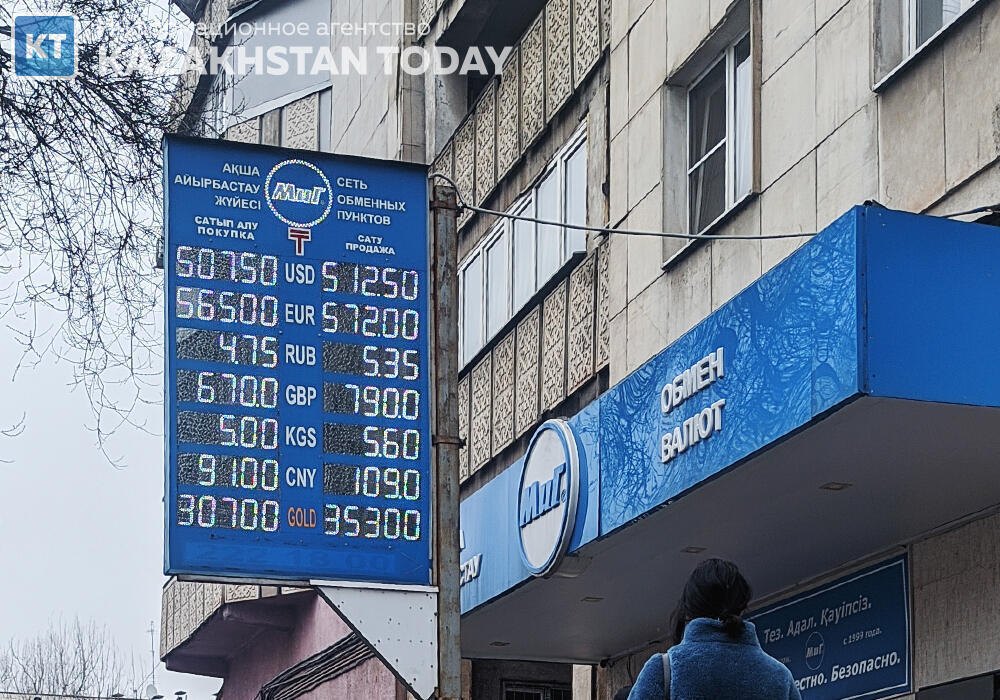 KT
агентство
KAZAKHSTAN TODAY
АҚША
АЙЫРБАСТАУ
ЖҮЙЕСІ
МиГ
СЕТЬ
ОБМЕННЫХ
ПУНКТОВ
₸
САТЫП АЛУ
ПОКУПКА
САТУ
ПРОДАЖА
507.50 USD 512.50
565.00 EUR 572.00
4.75 RUB 5.35
670.0 GBP 790.0
5.00 KGS 5.60
91.00 CNY 109.0
30700 GOLD 35300
ОБМЕН
ВАЛЮТ
МиГ
Тез. Адал. Қауіпсіз.
МиГ
с 1999 года.
Безопасно.